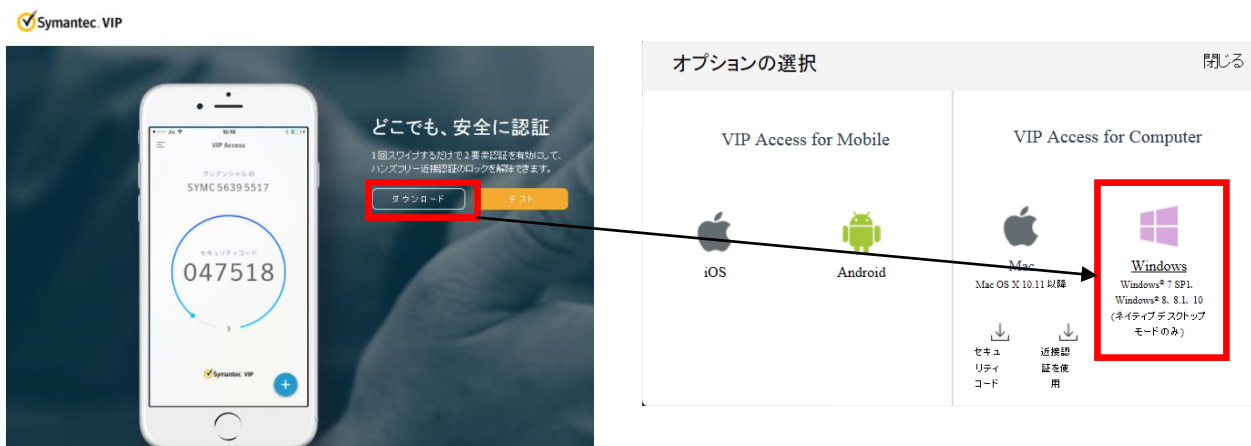 Symantec. VIP
12:19
VIP Access
クレデンシャル ID
SYMC 5639 5517
セキュリティコード
047518
3
Symantec. VIP
どこでも、安全に認証
1回スワイプするだけで2要素認証を有効にして、
ハンズフリー近接認証のロックを解除できます。
ダウンロード
テスト
オプションの選択
閉じる
VIP Access for Mobile
iOS
Android
VIP Access for Computer
Mac
Mac OS X 10.11 以降
セキュ
リティ
コード
近接認
証を使
用
Windows
Windows® 7 SP1、
Windows® 8、8.1、10
(ネイティブ デスクトップ
モードのみ)